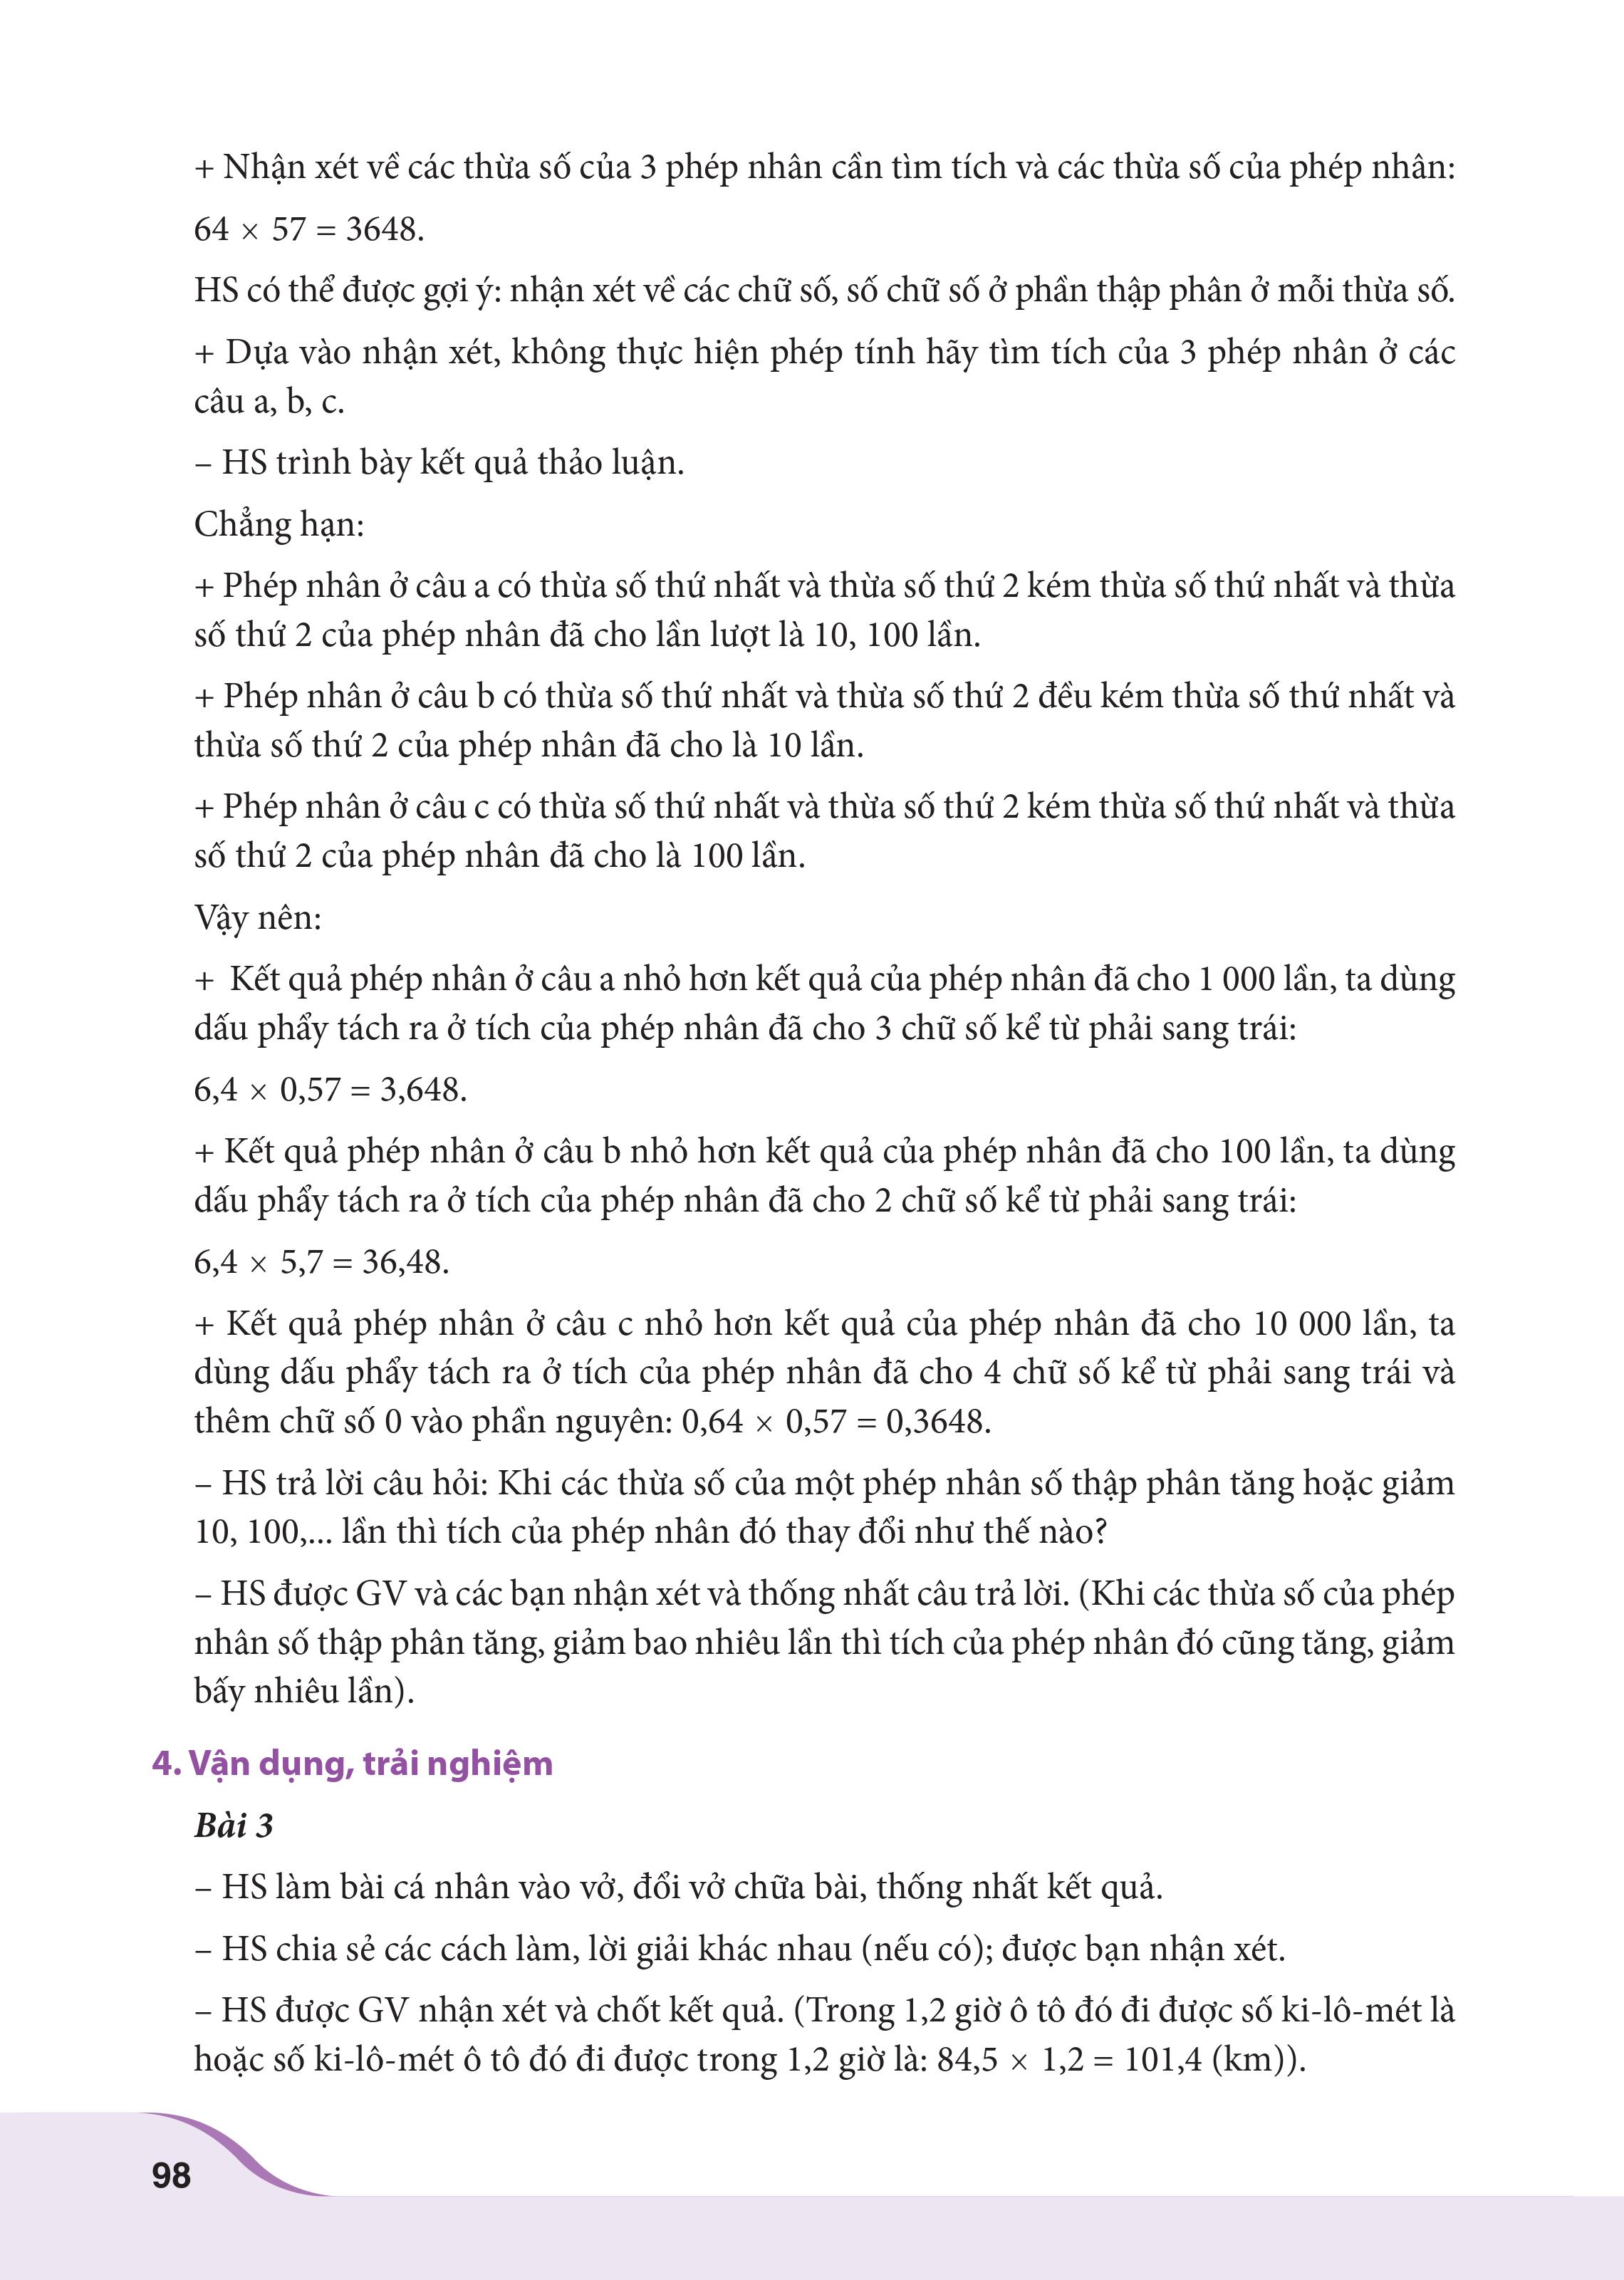 + Nhận xét về các thừa số của 3 phép nhân cần tìm tích và các thừa số của phép nhân:
64 × 57 = 3648.
HS có thể được gợi ý: nhận xét về các chữ số, số chữ số ở phần thập phân ở mỗi thừa số.
+ Dựa vào nhận xét, không thực hiện phép tính hãy tìm tích của 3 phép nhân ở các
câu a, b, c.
– HS trình bày kết quả thảo luận.
Chẳng hạn:
+ Phép nhân ở câu a có thừa số thứ nhất và thừa số thứ 2 kém thừa số thứ nhất và thừa
số thứ 2 của phép nhân đã cho lần lượt là 10, 100 lần.
+ Phép nhân ở câu b có thừa số thứ nhất và thừa số thứ 2 đều kém thừa số thứ nhất và
thừa số thứ 2 của phép nhân đã cho là 10 lần.
+ Phép nhân ở câu c có thừa số thứ nhất và thừa số thứ 2 kém thừa số thứ nhất và thừa
số thứ 2 của phép nhân đã cho là 100 lần.
Vậy nên:
+ Kết quả phép nhân ở câu a nhỏ hơn kết quả của phép nhân đã cho 1 000 lần, ta dùng
dấu phẩy tách ra ở tích của phép nhân đã cho 3 chữ số kể từ phải sang trái:
6,4 × 0,57 = 3,648.
+ Kết quả phép nhân ở câu b nhỏ hơn kết quả của phép nhân đã cho 100 lần, ta dùng
dấu phẩy tách ra ở tích của phép nhân đã cho 2 chữ số kể từ phải sang trái:
6,4 × 5,7 = 36,48.
+ Kết quả phép nhân ở câu c nhỏ hơn kết quả của phép nhân đã cho 10 000 lần, ta
dùng dấu phẩy tách ra ở tích của phép nhân đã cho 4 chữ số kể từ phải sang trái và
thêm chữ số 0 vào phần nguyên: 0,64 × 0,57 = 0,3648.
– HS trả lời câu hỏi: Khi các thừa số của một phép nhân số thập phân tăng hoặc giảm
10, 100,... lần thì tích của phép nhân đó thay đổi như thế nào?
– HS được GV và các bạn nhận xét và thống nhất câu trả lời. (Khi các thừa số của phép
nhân số thập phân tăng, giảm bao nhiêu lần thì tích của phép nhân đó cũng tăng, giảm
bấy nhiêu lần).
4. Vận dụng, trải nghiệm
Bài 3
– HS làm bài cá nhân vào vở, đổi vở chữa bài, thống nhất kết quả.
– HS chia sẻ các cách làm, lời giải khác nhau (nếu có); được bạn nhận xét.
– HS được GV nhận xét và chốt kết quả. (Trong 1,2 giờ ô tô đó đi được số ki-lô-mét là
hoặc số ki-lô-mét ô tô đó đi được trong 1,2 giờ là: 84,5 × 1,2 = 101,4 (km)).
98